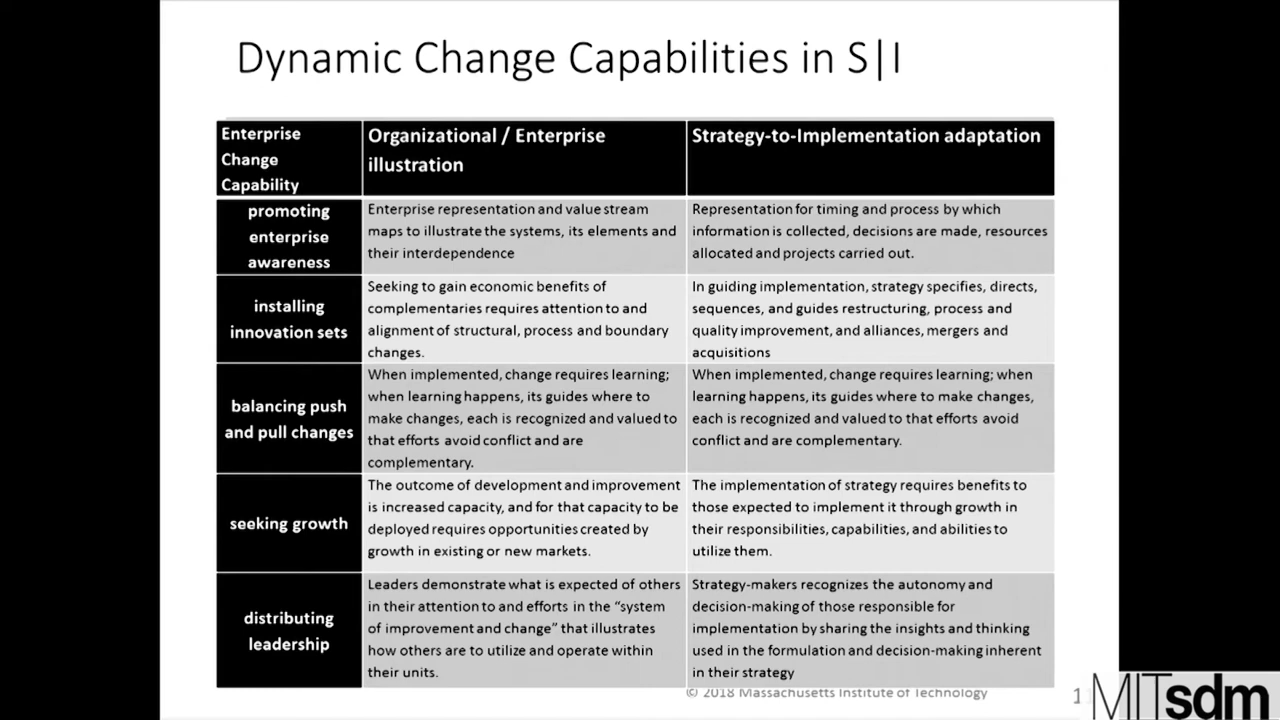 Dynamic Change Capabilities in S|I
Enterprise
Change
Capability
Organizational / Enterprise
illustration
Strategy-to-Implementation adaptation
promoting
enterprise
awareness
Enterprise representation and value stream
maps to illustrate the systems, its elements and
their interdependence
Representation for timing and process by which
information is collected, decisions are made, resources
allocated and projects carried out.
installing
innovation sets
Seeking to gain economic benefits of
complementaries requires attention to and
alignment of structural, process and boundary
changes.
In guiding implementation, strategy specifies, directs,
sequences, and guides restructuring, process and
quality improvement, and alliances, mergers and
acquisitions
balancing push
and pull changes
When implemented, change requires learning;
when learning happens, its guides where to
make changes, each is recognized and valued to
that efforts avoid conflict and are
complementary.
When implemented, change requires learning; when
learning happens, its guides where to make changes,
each is recognized and valued to that efforts avoid
conflict and are complementary.
seeking growth
The outcome of development and improvement
is increased capacity, and for that capacity to be
deployed requires opportunities created by
growth in existing or new markets.
The implementation of strategy requires benefits to
those expected to implement it through growth in
their responsibilities, capabilities, and abilities to
utilize them.
distributing
leadership
Leaders demonstrate what is expected of others
in their attention to and efforts in the “system
of improvement and change” that illustrates
how others are to utilize and operate within
their units.
Strategy-makers recognizes the autonomy and
decision-making of those responsible for
implementation by sharing the insights and thinking
used in the formulation and decision-making inherent
in their strategy
© 2018 Massachusetts Institute of Technology
MITsdm